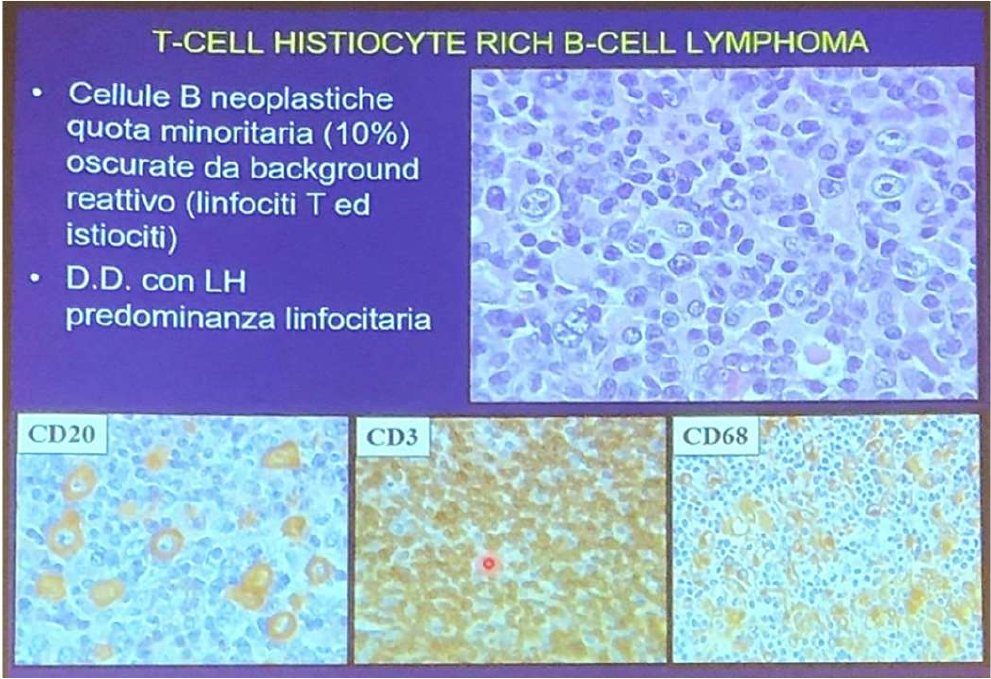 T-CELL HISTIOCYTE RICH B-CELL LYMPHOMA
• Cellule B neoplastiche
quota minoritaria (10%)
oscurate da background
reattivo (linfociti T ed
istiociti)
• D.D. con LH
predominanza linfocitaria
CD20
CD3
CD68